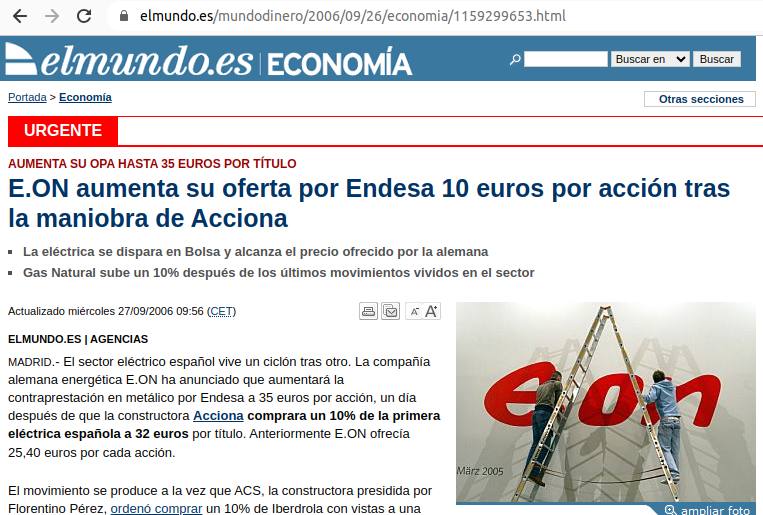 elmundo.es/mundodinero/2006/09/26/economia/1159299653.html
elmundo.es ECONOMÍA
Buscar en Buscar
Portada > Economía
Otras secciones
URGENTE
AUMENTA SU OPA HASTA 35 EUROS POR TÍTULO
E.ON aumenta su oferta por Endesa 10 euros por acción tras
la maniobra de Acciona
La eléctrica se dispara en Bolsa y alcanza el precio ofrecido por la alemana
Gas Natural sube un 10% después de los últimos movimientos vividos en el sector
Actualizado miércoles 27/09/2006 09:56 (CET)
A- A+
ELMUNDO.ES | AGENCIAS
MADRID.- El sector eléctrico español vive un ciclón tras otro. La compañía
alemana energética E.ON ha anunciado que aumentará la
contraprestación en metálico por Endesa a 35 euros por acción, un día
después de que la constructora Acciona comprara un 10% de la primera
eléctrica española a 32 euros por título. Anteriormente E.ON ofrecía
25,40 euros por cada acción.
El movimiento se produce a la vez que ACS, la constructora presidida por
Florentino Pérez, ordenó comprar un 10% de Iberdrola con vistas a una
e.on
März 2005
ampliar foto